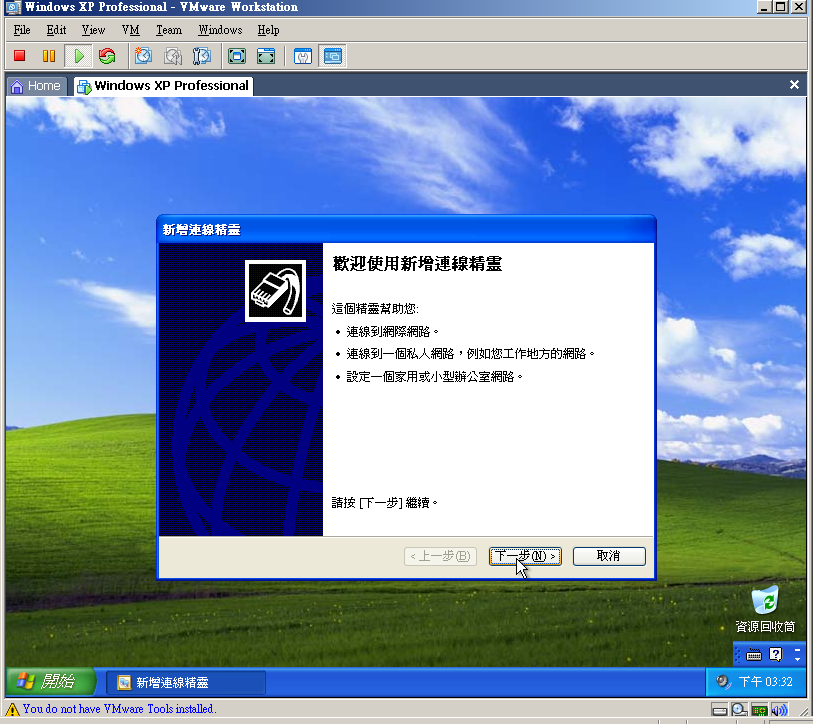 Windows XP Professional - VMware Workstation
File Edit View VM Team Windows Help
Home Windows XP Professional
新增連線精靈
歡迎使用新增連線精靈
這個精靈幫助您:
• 連線到網際網路。
• 連線到一個私人網路，例如您工作地方的網路。
• 設定一個家用或小型辦公室網路。
請按 [下一步] 繼續。
< 上一步(B) 下一步(N) > 取消
資源回收筒
開始 新增連線精靈 下午 03:32
You do not have VMware Tools installed.